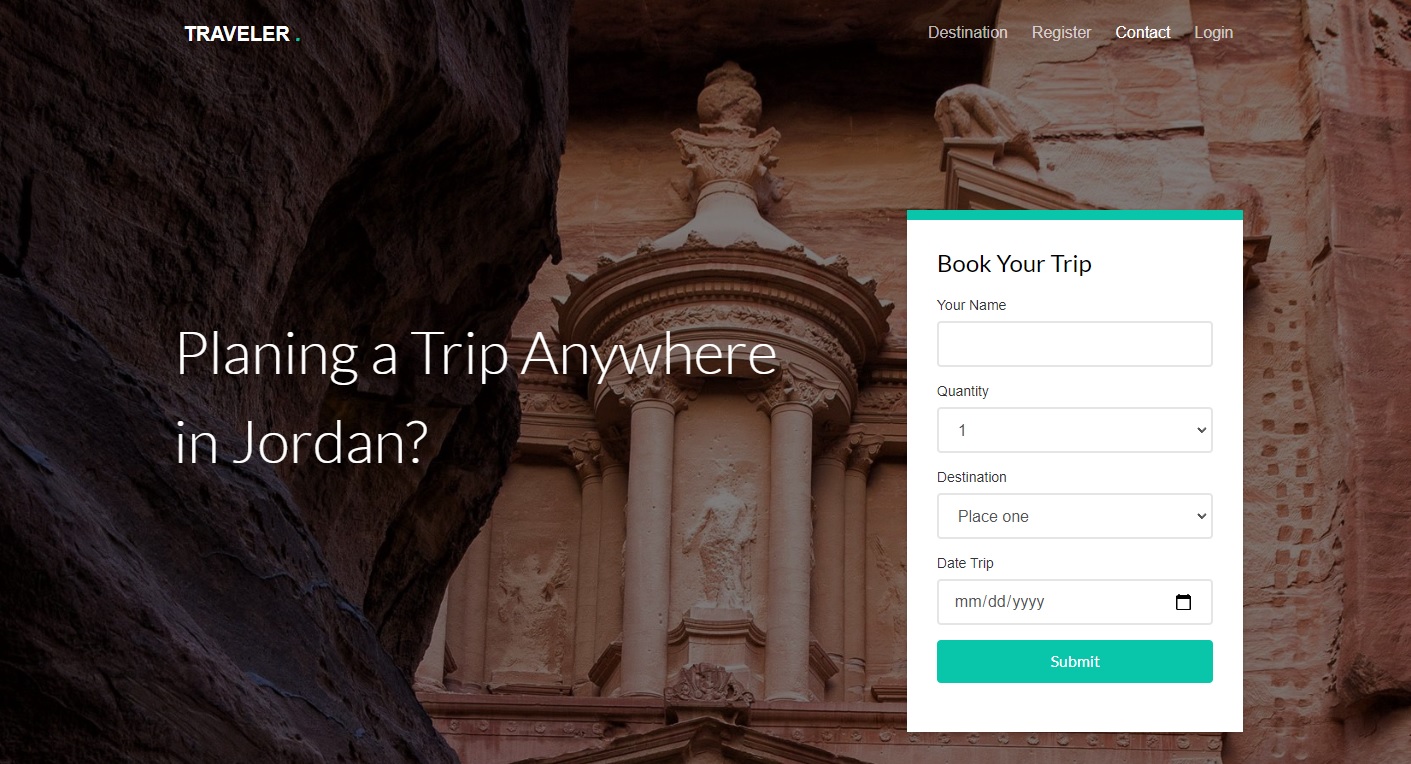 TRAVELER .
Destination Register Contact Login
Planing a Trip Anywhere
in Jordan?
Book Your Trip
Your Name
Quantity
1
Destination
Place one
Date Trip
mm/dd/yyyy
Submit